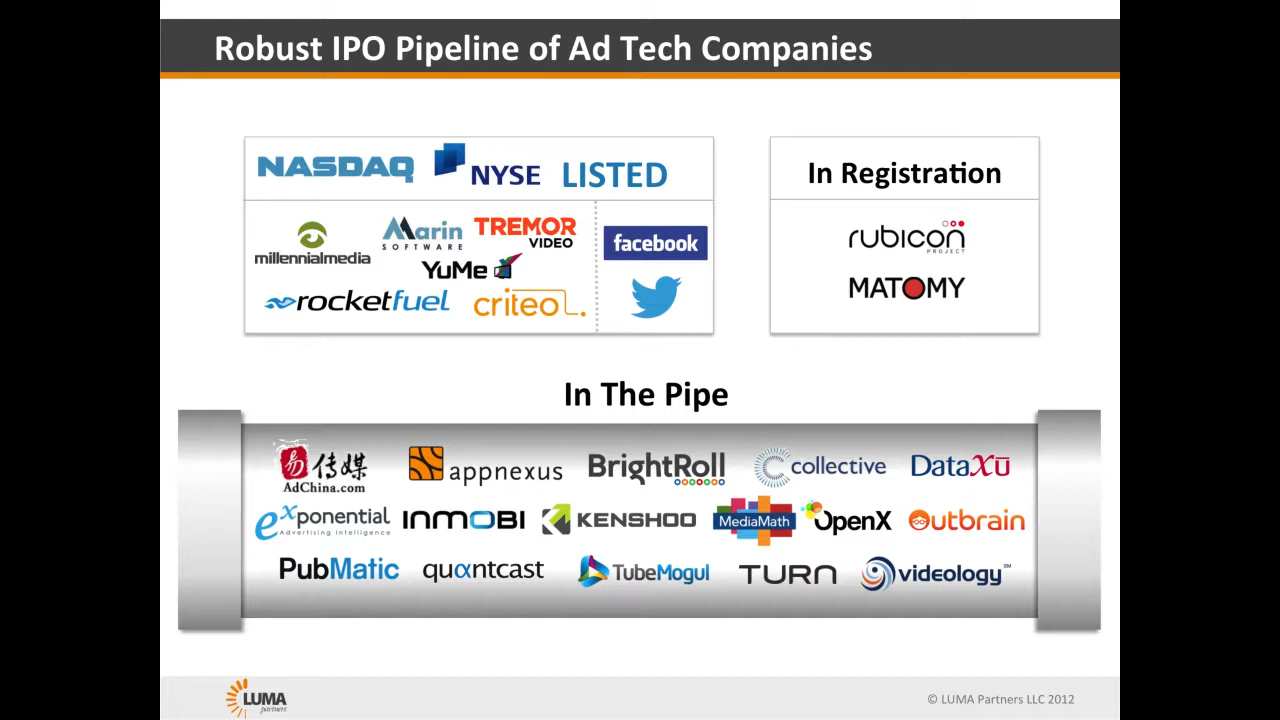 Robust IPO Pipeline of Ad Tech Companies
NASDAQ NYSE LISTED
millennialmedia
Marin SOFTWARE
TREMOR VIDEO
YuMe
rocketfuel
criteo
facebook
In Registration
rubicon PROJECT
MATOMY
In The Pipe
易传媒 AdChina.com
appnexus
BrightRoll
collective
DataXu
exponential Advertising Intelligence
INMOBI
KENSHOO
MediaMath
OpenX
Outbrain
PubMatic
quantcast
TubeMogul
TURN
videology SM
LUMA partners
© LUMA Partners LLC 2012